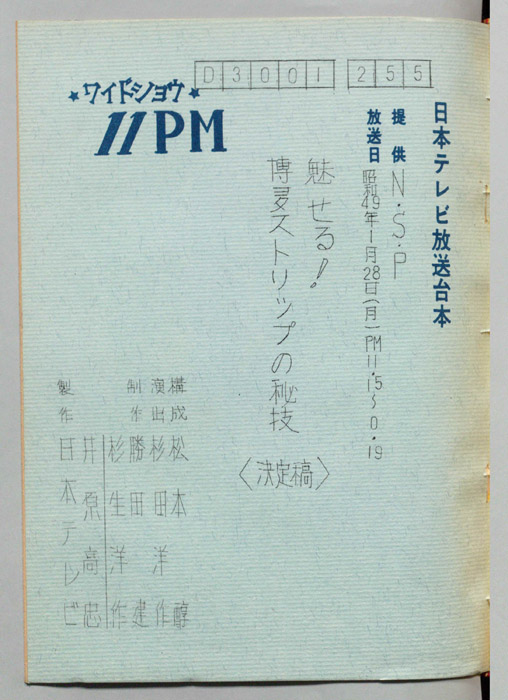 日本テレビ放送台本
提供 N・S・P
放送日 昭和49年1月28日(月)PM11.15〜0.19
D3001 255
★ワイドショウ★
11PM
魅せる!
博多ストリップの秘技
〈決定稿〉
構成 松本醇
演出 杉田洋作
制作 勝田建
杉生洋作
井原高忠
製作 日本テレビ